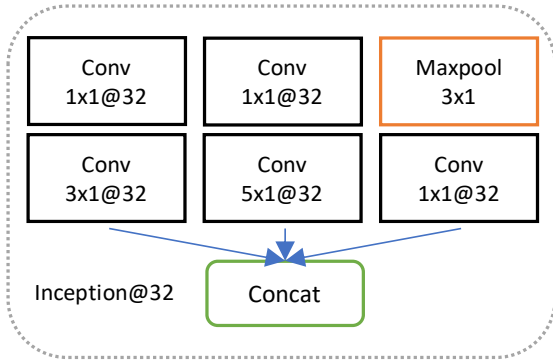 Conv
1x1@32
Conv
1x1@32
Maxpool
3x1
Conv
3x1@32
Conv
5x1@32
Conv
1x1@32
Inception@32
Concat